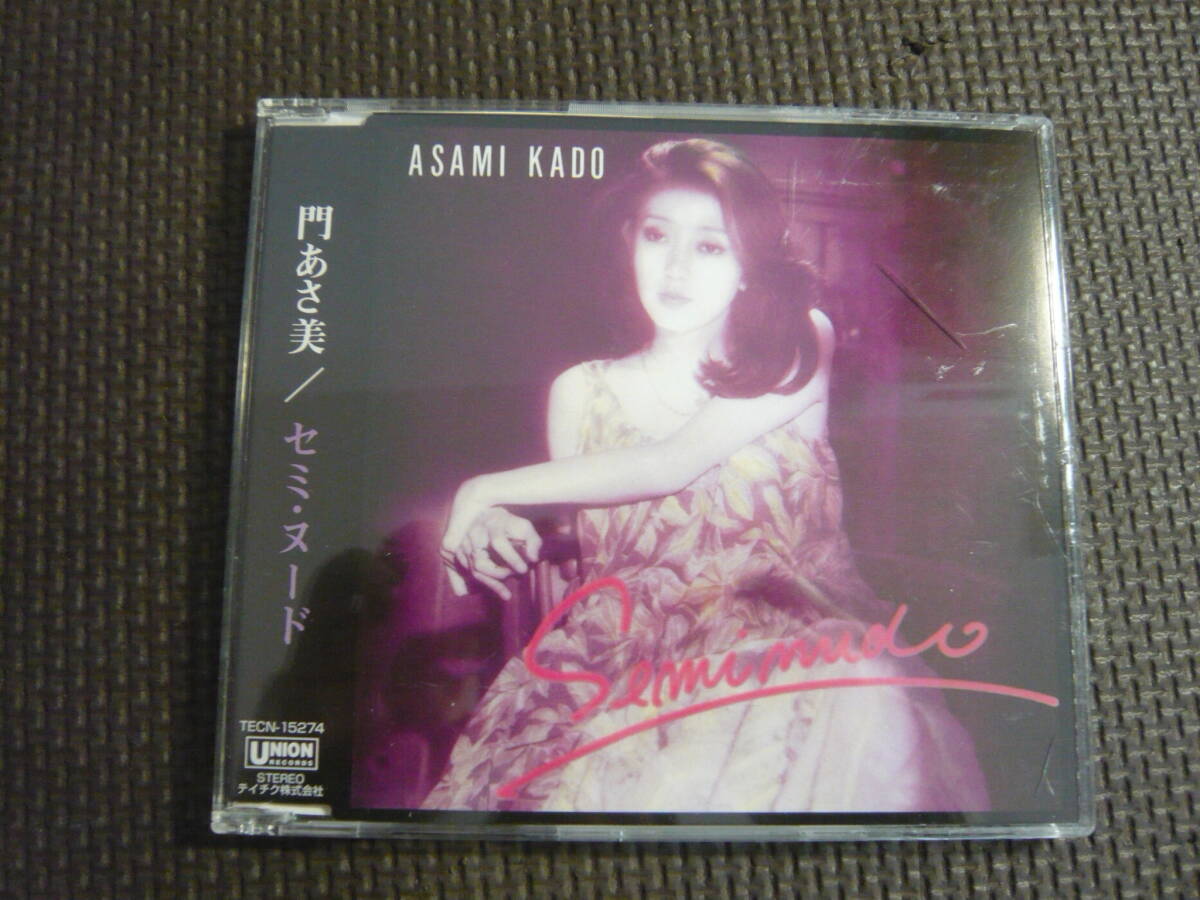 ASAMI KADO
門あさ美／セミ・ヌード
Seminude
TECN-15274
UNION
RECORDS
STEREO
テイチク株式会社